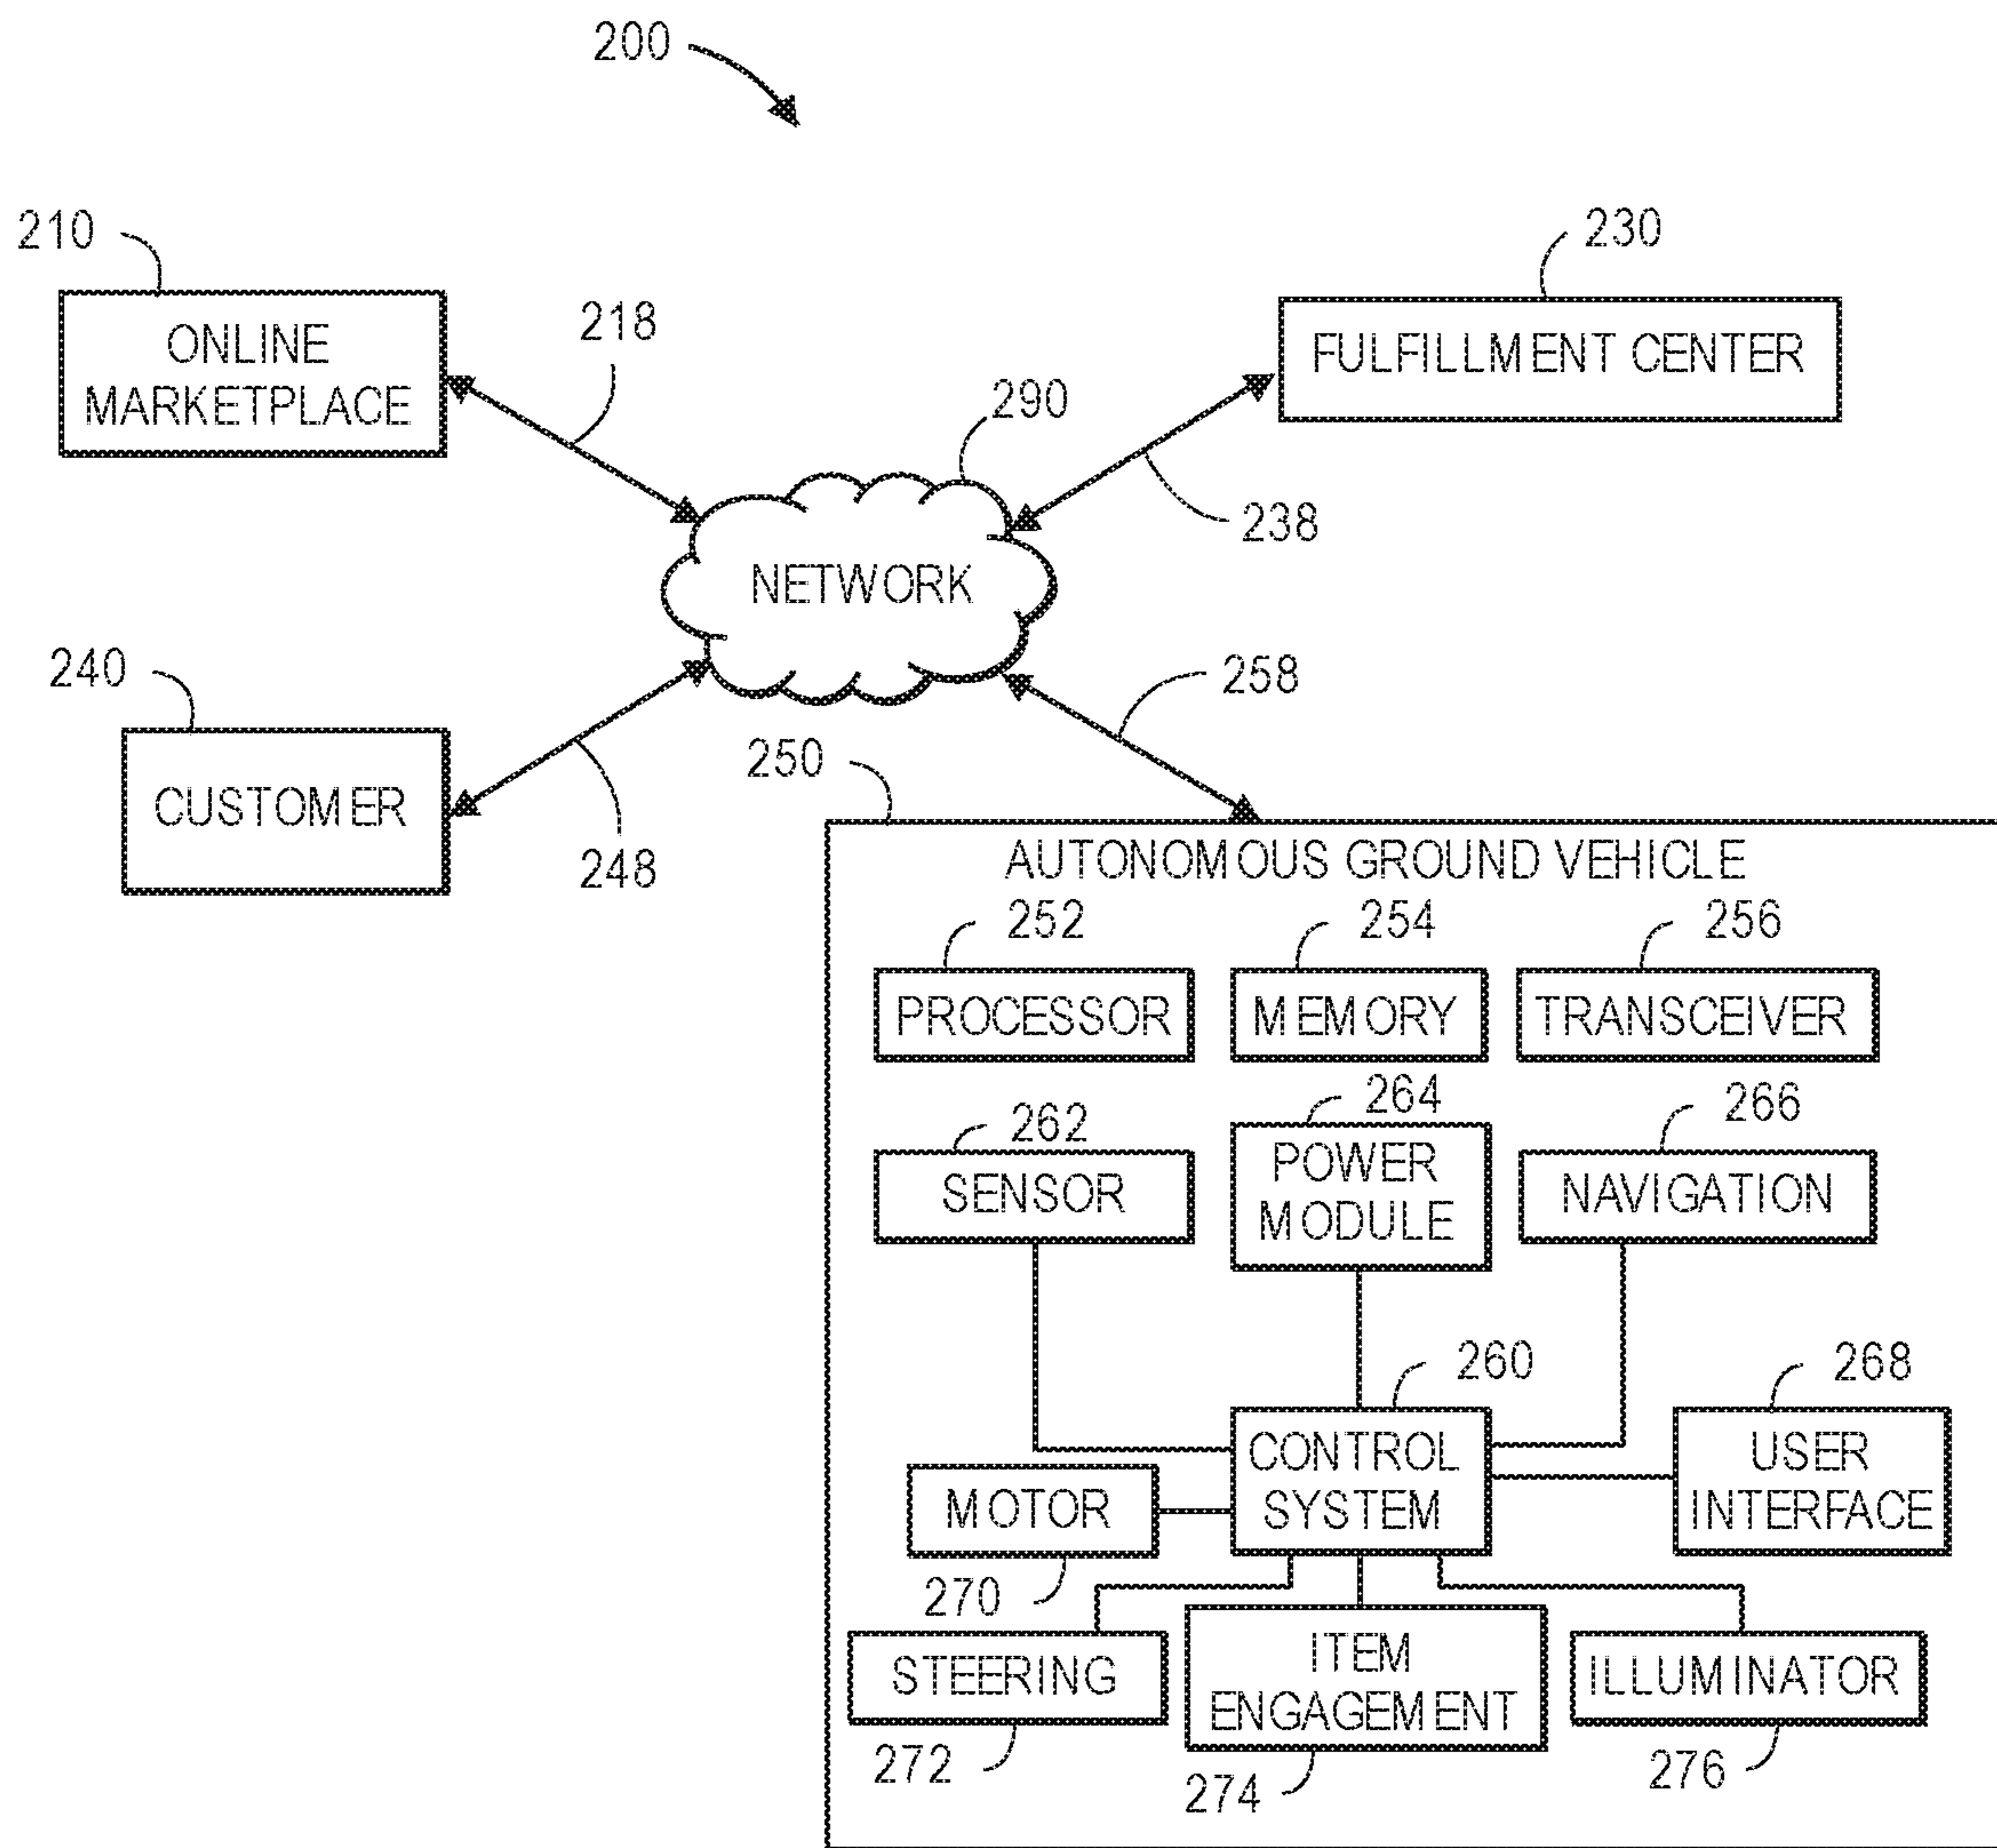 200
210
230
ONLINE
MARKETPLACE
218
FULFILLMENT CENTER
290
238
NETWORK
240
258
250
CUSTOMER
248
AUTONOMOUS GROUND VEHICLE
252
254
256
PROCESSOR
MEMORY
TRANSCEIVER
262
264
266
SENSOR
POWER
MODULE
NAVIGATION
260
268
CONTROL
SYSTEM
USER
INTERFACE
MOTOR
270
STEERING
ITEM
ENGAGEMENT
ILLUMINATOR
272
274
276